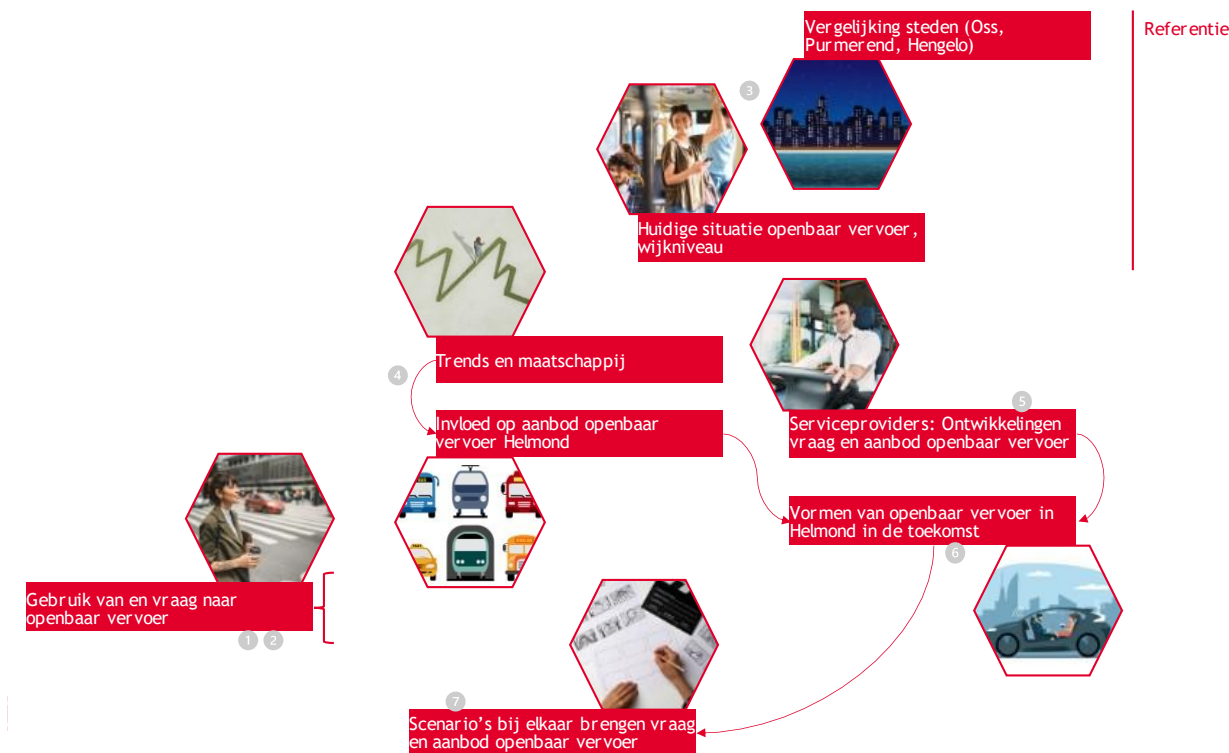 Vergelijking steden (Oss,
Purmerend, Hengelo)
Referentie
3
Huidige situatie openbaar vervoer,
wijkniveau
Trends en maatschappij
4
Invloed op aanbod openbaar
vervoer Helmond
5
Serviceproviders: Ontwikkelingen
vraag en aanbod openbaar vervoer
Vormen van openbaar vervoer in
Helmond in de toekomst
6
Gebruik van en vraag naar
openbaar vervoer
1 2
7
Scenario's bij elkaar brengen vraag
en aanbod openbaar vervoer